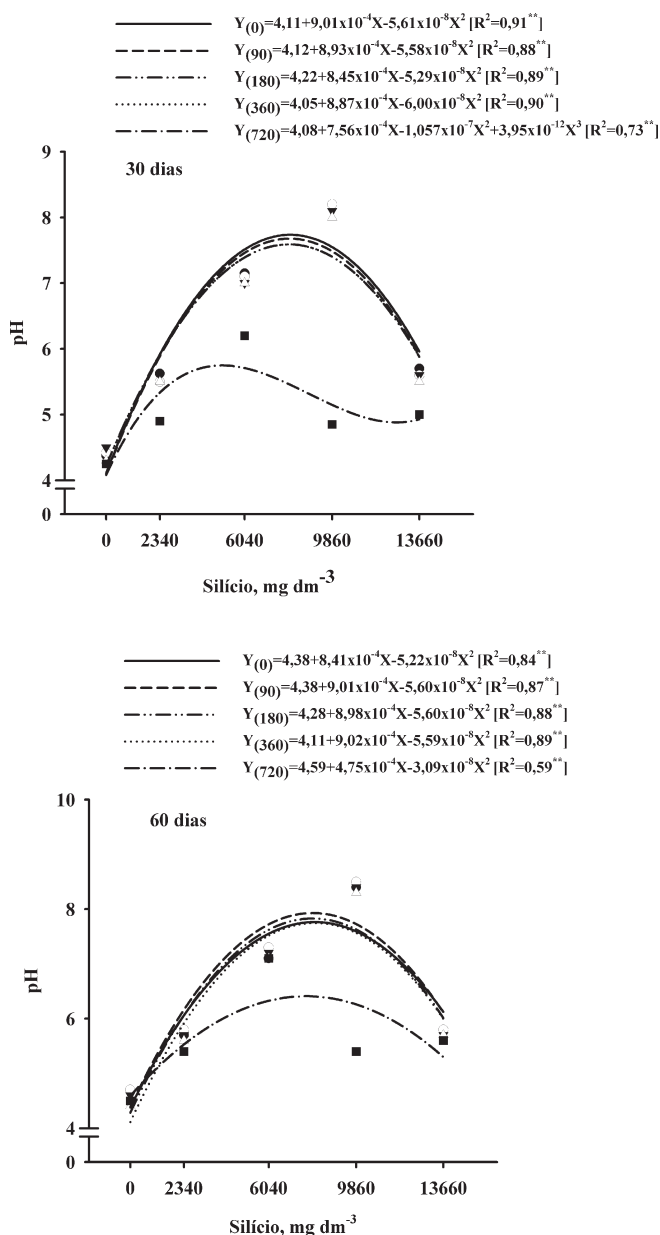 Y(0)=4,11+9,01x10-4X-5,61x10-8X2 [R2=0,91**]
Y(90)=4,12+8,93x10-4X-5,58x10-8X2 [R2=0,88**]
Y(180)=4,22+8,45x10-4X-5,29x10-8X2 [R2=0,89**]
Y(360)=4,05+8,87x10-4X-6,00x10-8X2 [R2=0,90**]
Y(720)=4,08+7,56x10-4X-1,057x10-7X2+3,95x10-12X3 [R2=0,73**]
9
30 dias
8
7
pH
6
5
4
0
0 2340 6040 9860 13660
Silício, mg dm-3
Y(0)=4,38+8,41x10-4X-5,22x10-8X2 [R2=0,84**]
Y(90)=4,38+9,01x10-4X-5,60x10-8X2 [R2=0,87**]
Y(180)=4,28+8,98x10-4X-5,60x10-8X2 [R2=0,88**]
Y(360)=4,11+9,02x10-4X-5,59x10-8X2 [R2=0,89**]
Y(720)=4,59+4,75x10-4X-3,09x10-8X2 [R2=0,59**]
10
60 dias
8
pH
6
4
0
0 2340 6040 9860 13660
Silício, mg dm-3